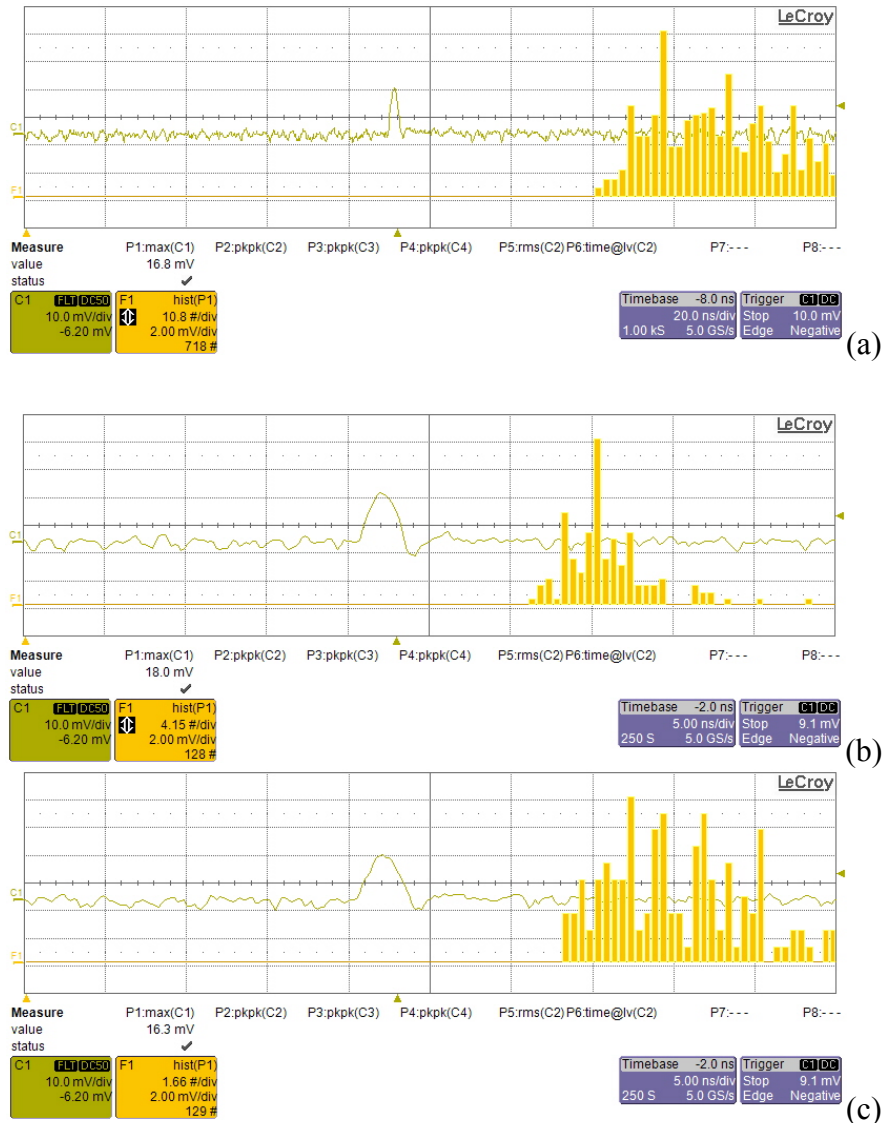 LeCroy
C1
F1
Measure P1:max(C1) P2:pkpk(C2) P3:pkpk(C3) P4:pkpk(C4) P5:rms(C2) P6:time@lv(C2) P7:- - - P8:- - -
value 16.8 mV
status ✔
C1 FLT DC50 F1 hist(P1) Timebase -8.0 ns Trigger C1 DC
10.0 mV/div 10.8 #/div 20.0 ns/div Stop 10.0 mV
-6.20 mV 2.00 mV/div 1.00 kS 5.0 GS/s Edge Negative
718 #
(a)
LeCroy
C1
F1
Measure P1:max(C1) P2:pkpk(C2) P3:pkpk(C3) P4:pkpk(C4) P5:rms(C2) P6:time@lv(C2) P7:- - - P8:- - -
value 18.0 mV
status ✔
C1 FLT DC50 F1 hist(P1) Timebase -2.0 ns Trigger C1 DC
10.0 mV/div 4.15 #/div 5.00 ns/div Stop 9.1 mV
-6.20 mV 2.00 mV/div 250 S 5.0 GS/s Edge Negative
128 #
(b)
LeCroy
C1
F1
Measure P1:max(C1) P2:pkpk(C2) P3:pkpk(C3) P4:pkpk(C4) P5:rms(C2) P6:time@lv(C2) P7:- - - P8:- - -
value 16.3 mV
status ✔
C1 FLT DC50 F1 hist(P1) Timebase -2.0 ns Trigger C1 DC
10.0 mV/div 1.66 #/div 5.00 ns/div Stop 9.1 mV
-6.20 mV 2.00 mV/div 250 S 5.0 GS/s Edge Negative
129 #
(c)